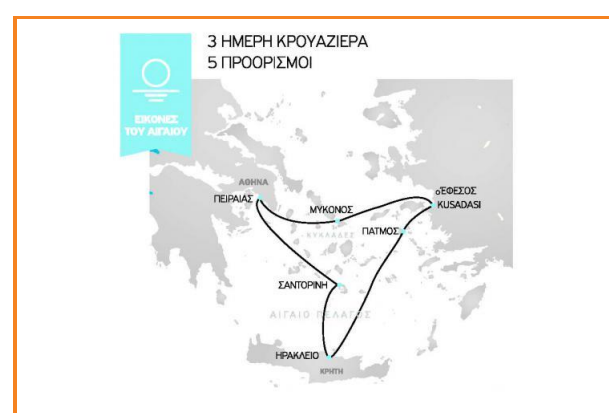 3 ΗΜΕΡΗ ΚΡΟΥΑΖΙΕΡΑ
5 ΠΡΟΟΡΙΣΜΟΙ
ΕΙΚΟΝΕΣ
ΤΟΥ ΑΙΓΑΙΟΥ
ΑΘΗΝΑ
ΠΕΙΡΑΙΑΣ
ΜΥΚΟΝΟΣ
ΈΦΕΣΟΣ
KUSADASI
ΚΥΚΛΑΔΕΣ
ΠΑΤΜΟΣ
ΣΑΝΤΟΡΙΝΗ
ΑΙΓΑΙΟ ΠΕΛΑΓΟΣ
ΗΡΑΚΛΕΙΟ
ΚΡΗΤΗ